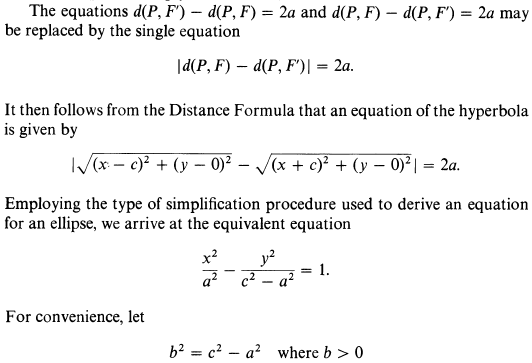 The equations d(P, F′) − d(P, F) = 2a and d(P, F) − d(P, F′) = 2a may
be replaced by the single equation
|d(P, F) − d(P, F′)| = 2a.
It then follows from the Distance Formula that an equation of the hyperbola
is given by
|√((x − c)² + (y − 0)²) − √((x + c)² + (y − 0)²)| = 2a.
Employing the type of simplification procedure used to derive an equation
for an ellipse, we arrive at the equivalent equation
x²/a² − y²/(c² − a²) = 1.
For convenience, let
b² = c² − a² where b > 0